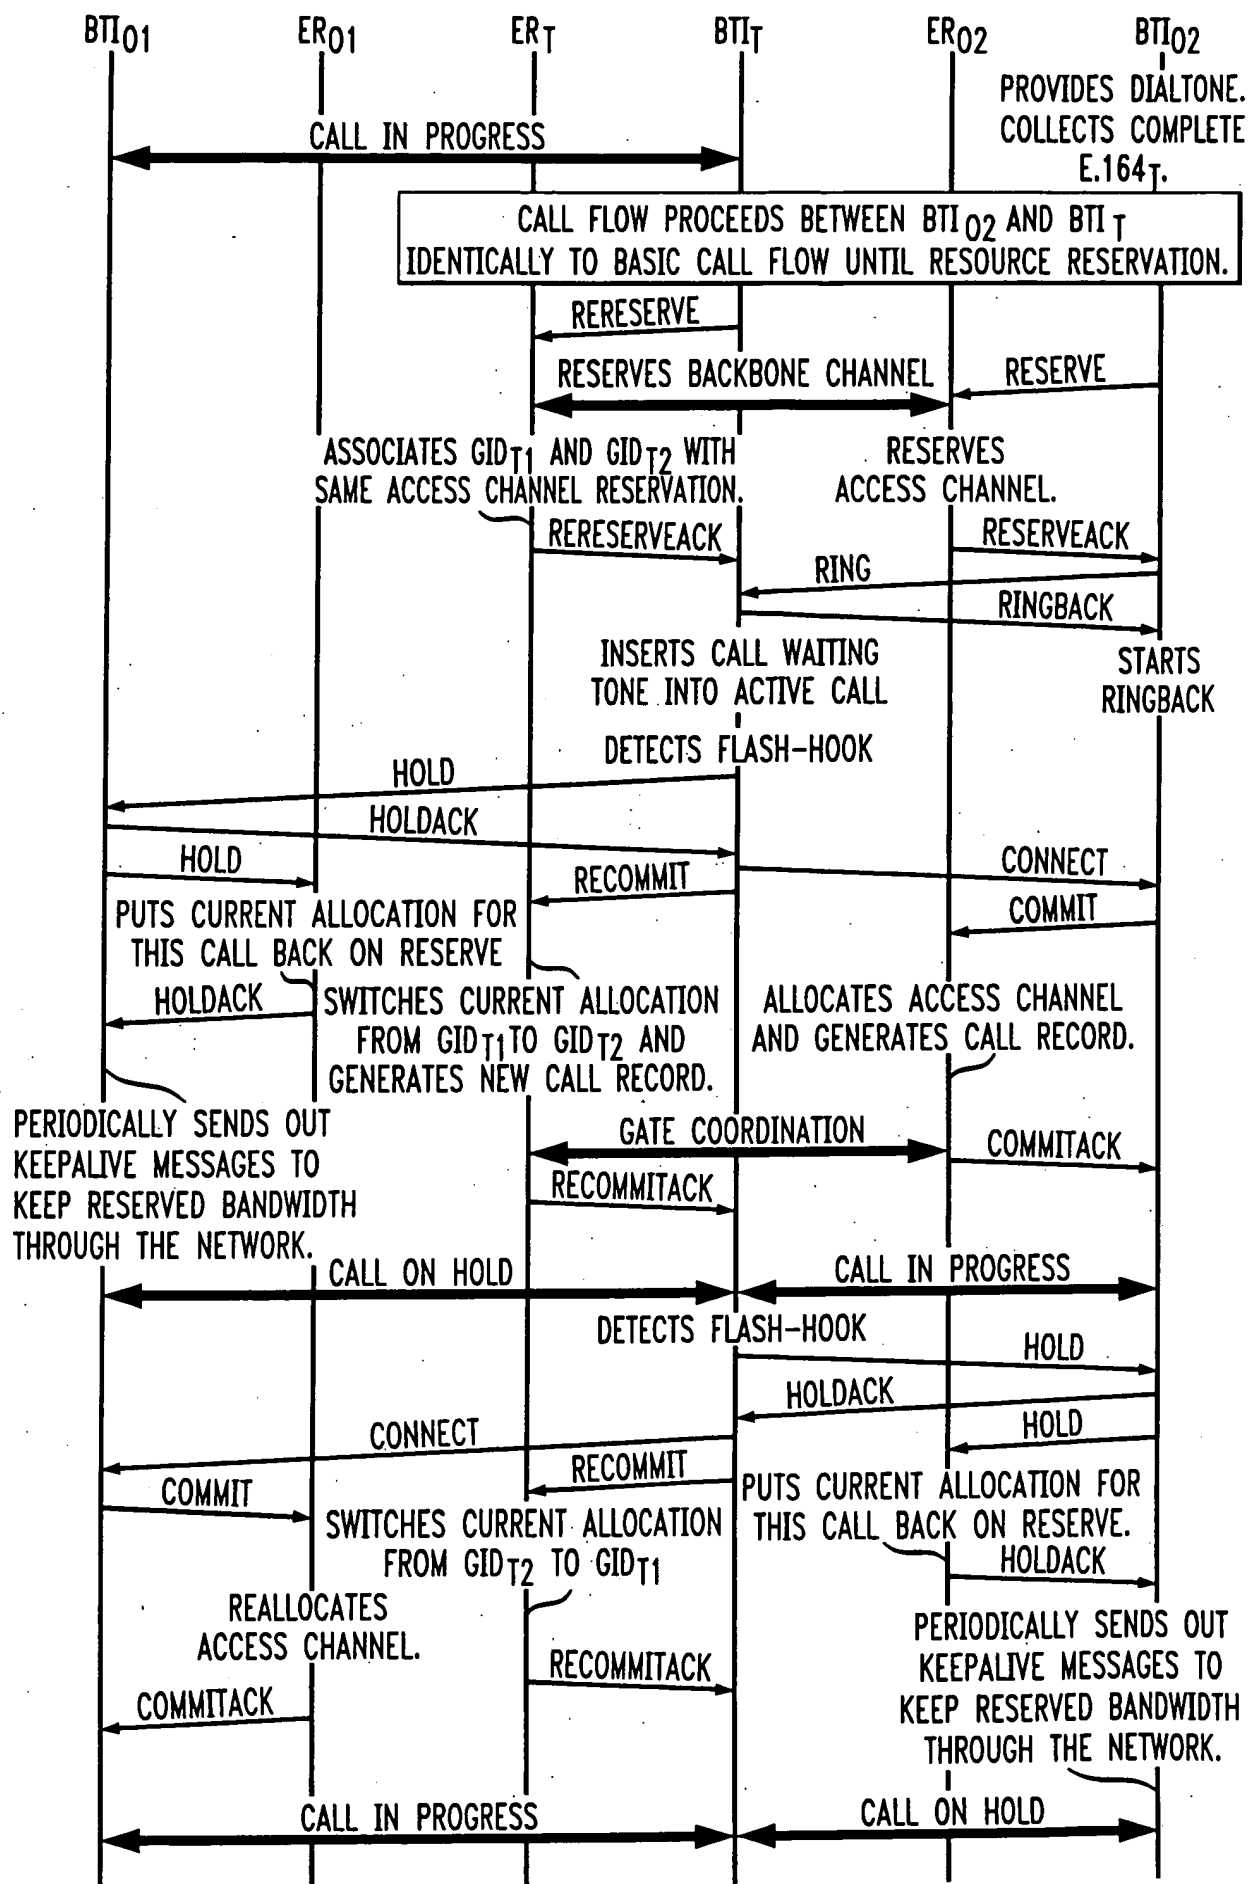 BTI01 ER01 ERT BTIT ER02 BTI02
PROVIDES DIALTONE.
COLLECTS COMPLETE
E.164T.
CALL IN PROGRESS
CALL FLOW PROCEEDS BETWEEN BTI02 AND BTIT
IDENTICALLY TO BASIC CALL FLOW UNTIL RESOURCE RESERVATION.
RERESERVE
RESERVES BACKBONE CHANNEL
RESERVE
ASSOCIATES GIDT1 AND GIDT2 WITH
SAME ACCESS CHANNEL RESERVATION.
RESERVES
ACCESS CHANNEL.
RERESERVEACK
RESERVEACK
RING
RINGBACK
INSERTS CALL WAITING
TONE INTO ACTIVE CALL
STARTS
RINGBACK
DETECTS FLASH-HOOK
HOLD
HOLDACK
HOLD
CONNECT
RECOMMIT
COMMIT
PUTS CURRENT ALLOCATION FOR
THIS CALL BACK ON RESERVE
HOLDACK
SWITCHES CURRENT ALLOCATION
FROM GIDT1 TO GIDT2 AND
GENERATES NEW CALL RECORD.
ALLOCATES ACCESS CHANNEL
AND GENERATES CALL RECORD.
PERIODICALLY SENDS OUT
KEEPALIVE MESSAGES TO
KEEP RESERVED BANDWIDTH
THROUGH THE NETWORK.
GATE COORDINATION
COMMITACK
RECOMMITACK
CALL ON HOLD
CALL IN PROGRESS
DETECTS FLASH-HOOK
HOLD
HOLDACK
HOLD
CONNECT
RECOMMIT
COMMIT
PUTS CURRENT ALLOCATION FOR
THIS CALL BACK ON RESERVE.
SWITCHES CURRENT ALLOCATION
FROM GIDT2 TO GIDT1
HOLDACK
REALLOCATES
ACCESS CHANNEL.
PERIODICALLY SENDS OUT
KEEPALIVE MESSAGES TO
KEEP RESERVED BANDWIDTH
THROUGH THE NETWORK.
RECOMMITACK
COMMITACK
CALL IN PROGRESS
CALL ON HOLD